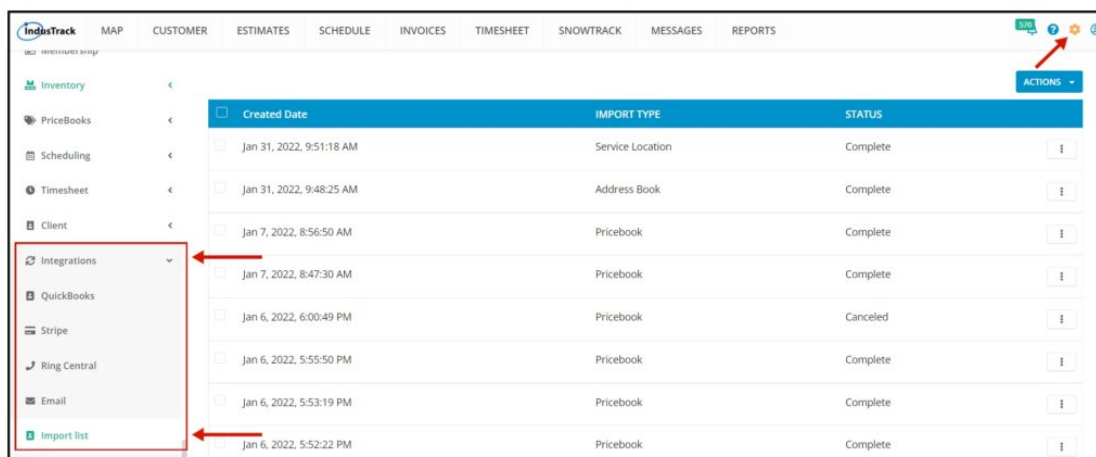 IndusTrack MAP CUSTOMER ESTIMATES SCHEDULE INVOICES TIMESHEET SNOWTRACK MESSAGES REPORTS 570
Membership
Inventory
ACTIONS
PriceBooks
Created Date IMPORT TYPE STATUS
Scheduling
Jan 31, 2022, 9:51:18 AM Service Location Complete
Timesheet
Jan 31, 2022, 9:48:25 AM Address Book Complete
Client
Jan 7, 2022, 8:56:50 AM Pricebook Complete
Integrations
Jan 7, 2022, 8:47:30 AM Pricebook Complete
QuickBooks
Jan 6, 2022, 6:00:49 PM Pricebook Canceled
Stripe
Jan 6, 2022, 5:55:50 PM Pricebook Complete
Ring Central
Email
Jan 6, 2022, 5:53:19 PM Pricebook Complete
Import list
Jan 6, 2022, 5:52:22 PM Pricebook Complete